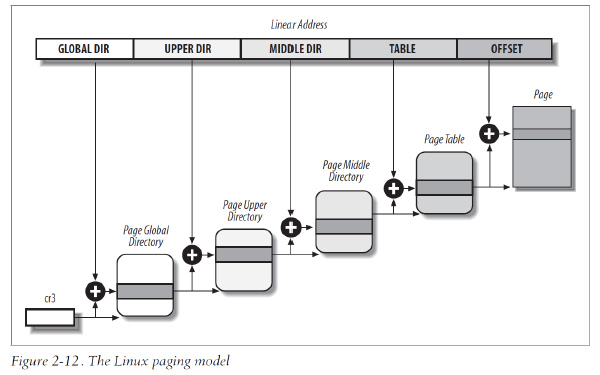 Linear Address
GLOBAL DIR UPPER DIR MIDDLE DIR TABLE OFFSET
Page
Page Table
Page Middle
Directory
Page Upper
Directory
Page Global
Directory
cr3
Figure 2-12. The Linux paging model